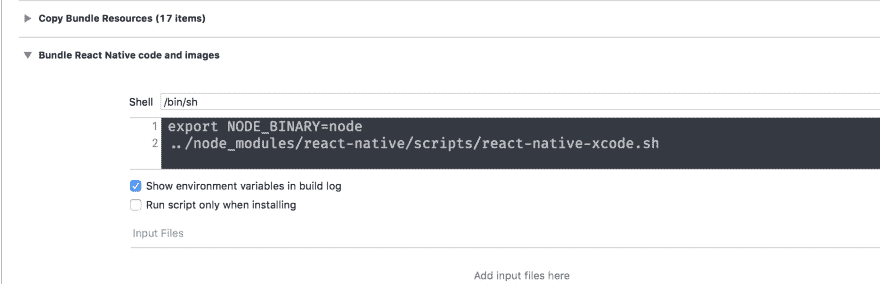 Copy Bundle Resources (17 items)
Bundle React Native code and images
Shell /bin/sh
1 export NODE_BINARY=node
2 ../node_modules/react-native/scripts/react-native-xcode.sh
Show environment variables in build log
Run script only when installing
Input Files
Add input files here